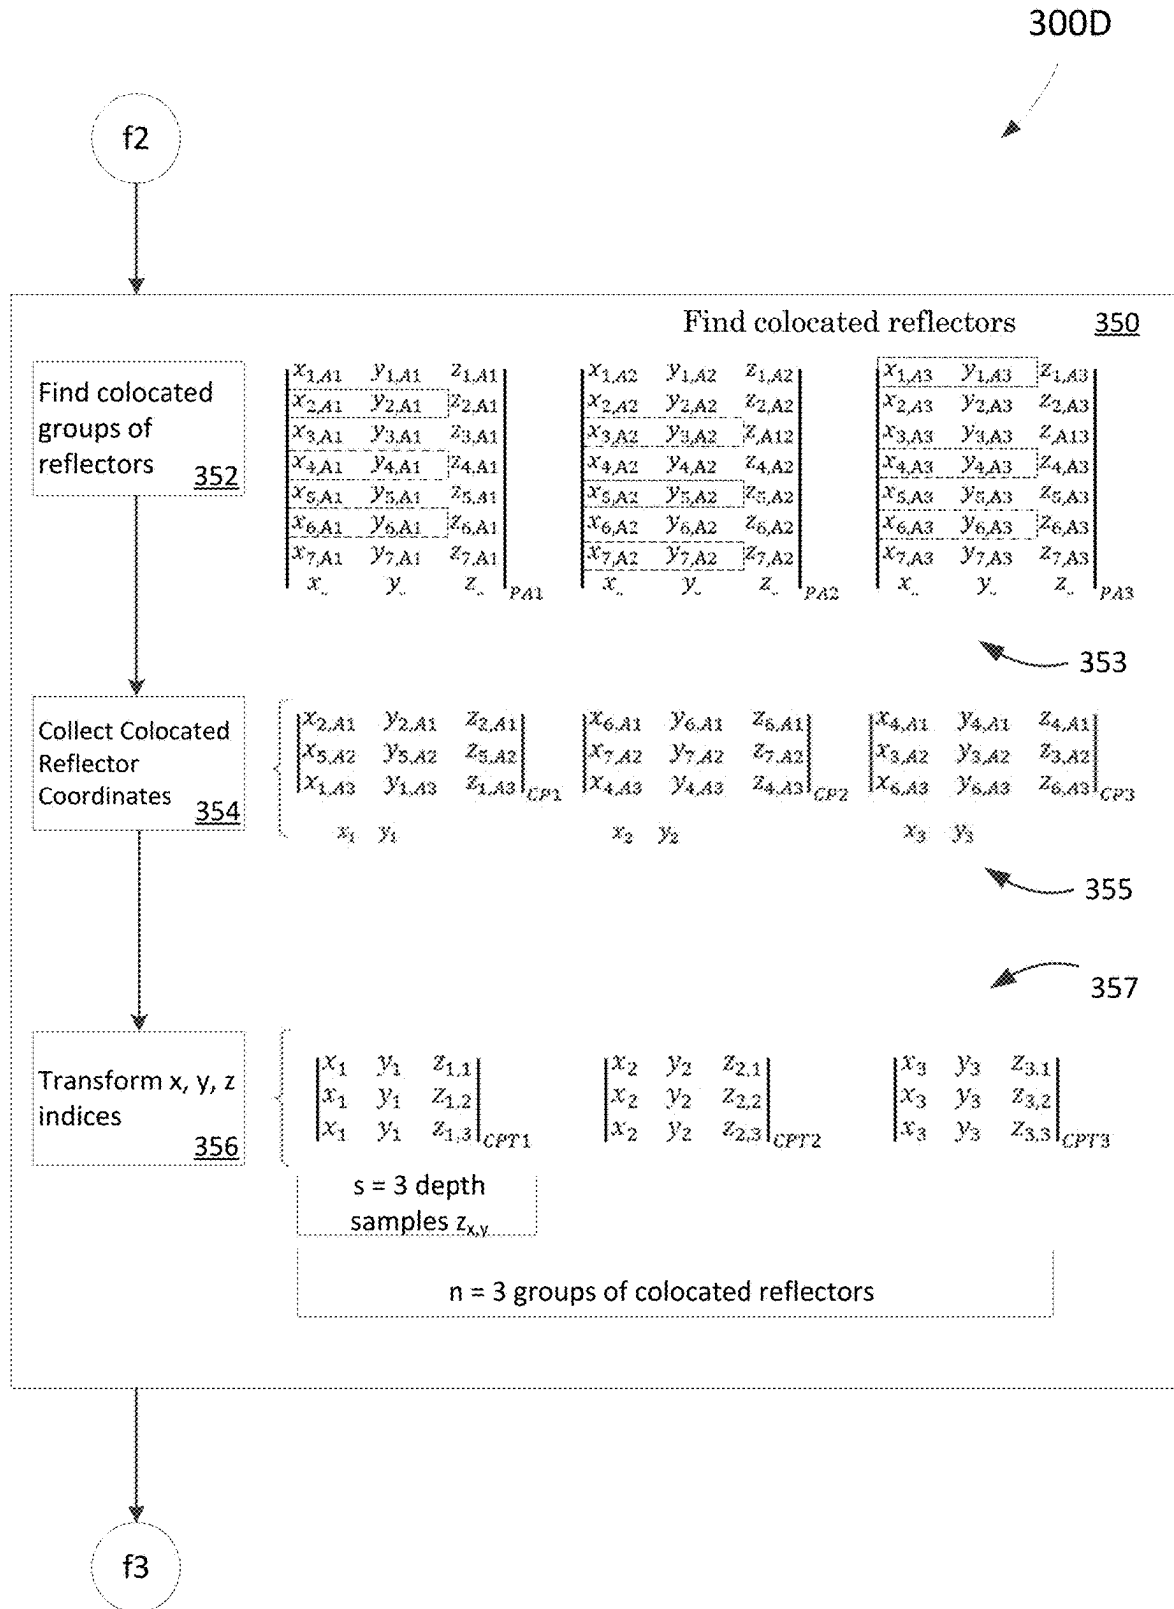 300D
f2
Find colocated reflectors 350
Find colocated
groups of
reflectors 352
x1,A1 y1,A1 z1,A1 x1,A2 y1,A2 z1,A2 x1,A3 y1,A3 z1,A3
x2,A1 y2,A1 z2,A1 x2,A2 y2,A2 z2,A2 x2,A3 y2,A3 z2,A3
x3,A1 y3,A1 z3,A1 x3,A2 y3,A2 z,A12 x3,A3 y3,A3 z,A13
x4,A1 y4,A1 z4,A1 x4,A2 y4,A2 z4,A2 x4,A3 y4,A3 z4,A3
x5,A1 y5,A1 z5,A1 x5,A2 y5,A2 z5,A2 x5,A3 y5,A3 z5,A3
x6,A1 y6,A1 z6,A1 x6,A2 y6,A2 z6,A2 x6,A3 y6,A3 z6,A3
x7,A1 y7,A1 z7,A1 x7,A2 y7,A2 z7,A2 x7,A3 y7,A3 z7,A3
x.. y.. z.. PA1 x.. y.. z.. PA2 x.. y.. z.. PA3
353
Collect Colocated
Reflector
Coordinates 354
x2,A1 y2,A1 z2,A1 x6,A1 y6,A1 z6,A1 x4,A1 y4,A1 z4,A1
x5,A2 y5,A2 z5,A2 x7,A2 y7,A2 z7,A2 x3,A2 y3,A2 z3,A2
x1,A3 y1,A3 z1,A3 CP1 x4,A3 y4,A3 z4,A3 CP2 x6,A3 y6,A3 z6,A3 CP3
x1 y1 x2 y2 x3 y3
355
357
Transform x, y, z
indices
356
x1 y1 z1,1 x2 y2 z2,1 x3 y3 z3,1
x1 y1 z1,2 x2 y2 z2,2 x3 y3 z3,2
x1 y1 z1,3 CPT1 x2 y2 z2,3 CPT2 x3 y3 z3,3 CPT3
s = 3 depth
samples zx,y
n = 3 groups of colocated reflectors
f3